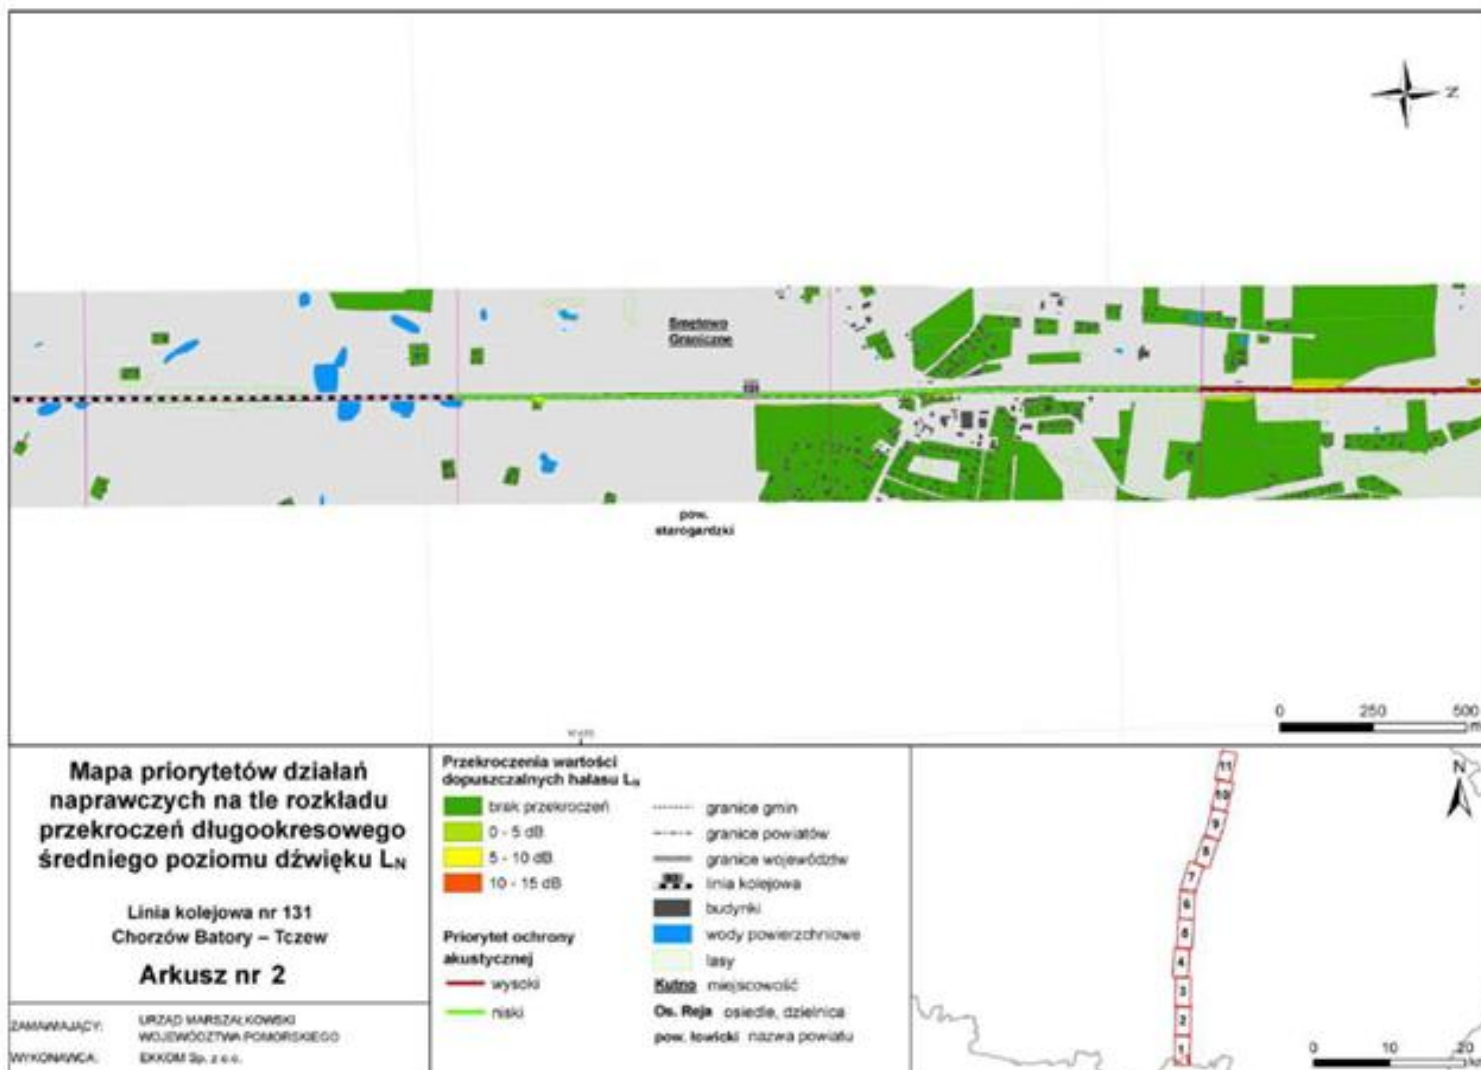 N
Smętowo
Graniczne
pow.
starogardzki
0 250 500
m
Mapa priorytetów działań
naprawczych na tle rozkładu
przekroczeń długookresowego
średniego poziomu dźwięku LN
Linia kolejowa nr 131
Chorzów Batory – Tczew
Arkusz nr 2
ZAMAWIAJĄCY: URZĄD MARSZAŁKOWSKI
WOJEWÓDZTWA POMORSKIEGO
WYKONAWCA: EKKOM Sp. z o.o.
Przekroczenia wartości
dopuszczalnych hałasu LN
brak przekroczeń
0 - 5 dB
5 - 10 dB
10 - 15 dB
Priorytet ochrony
akustycznej
wysoki
niski
granice gmin
granice powiatów
granice województw
linia kolejowa
budynki
wody powierzchniowe
lasy
Kutno miejscowość
Os. Reja osiedle, dzielnica
pow. łowicki nazwa powiatu
N
11
10
9
8
7
6
5
4
3
2
1
0 10 20
km